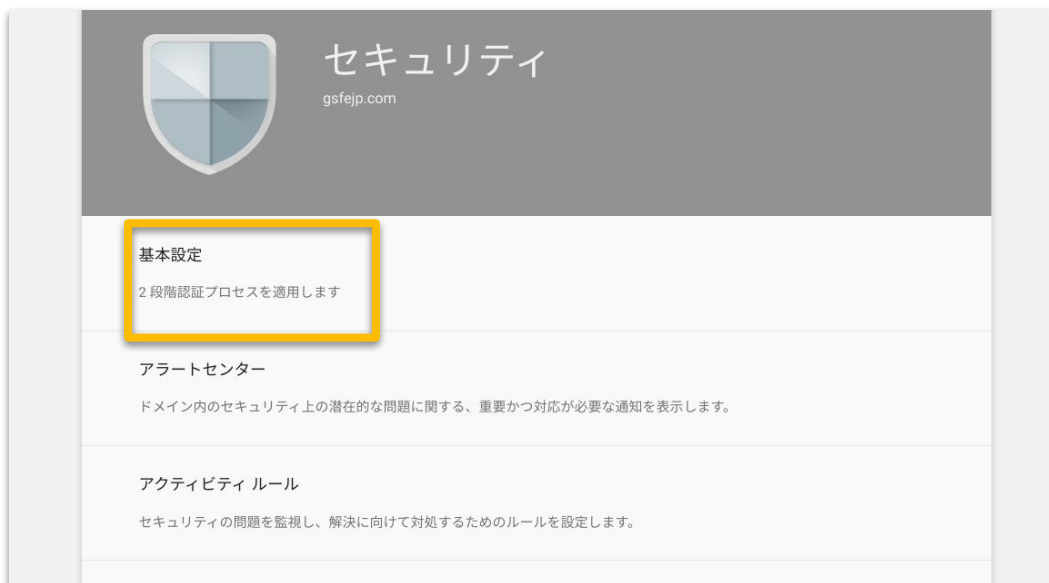 セキュリティ
gsfejp.com
基本設定
2 段階認証プロセスを適用します
アラートセンター
ドメイン内のセキュリティ上の潜在的な問題に関する、重要かつ対応が必要な通知を表示します。
アクティビティ ルール
セキュリティの問題を監視し、解決に向けて対処するためのルールを設定します。